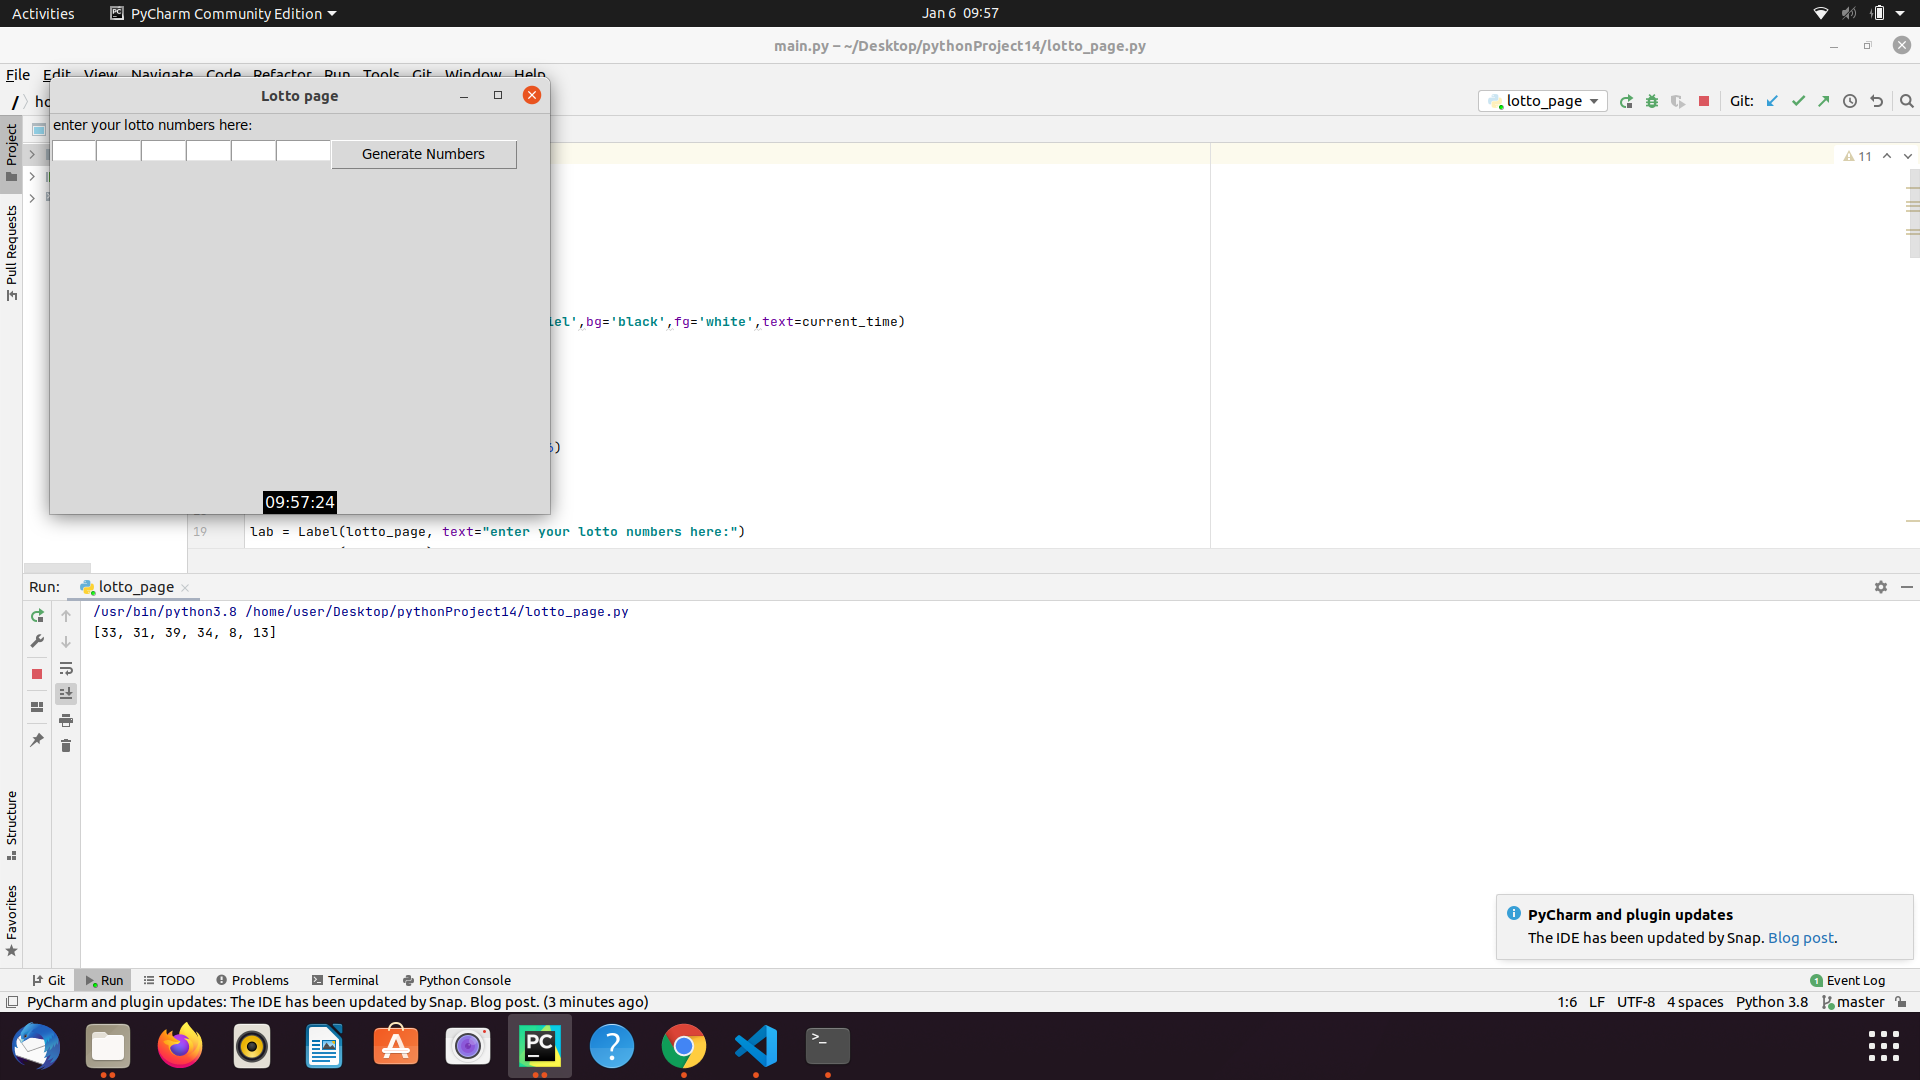 Activities PyCharm Community Edition Jan 6 09:57
main.py – ~/Desktop/pythonProject14/lotto_page.py
File Edit View Navigate Code Refactor Run Tools Git Window Help
/ lotto_page Git:
Lotto page
enter your lotto numbers here:
Generate Numbers
11
Project
Pull Requests
',bg='black',fg='white',text=current_time)
)
09:57:24
19 lab = Label(lotto_page, text="enter your lotto numbers here:")
Run: lotto_page
/usr/bin/python3.8 /home/user/Desktop/pythonProject14/lotto_page.py
[33, 31, 39, 34, 8, 13]
Structure
Favorites
PyCharm and plugin updates
The IDE has been updated by Snap. Blog post.
Git Run TODO Problems Terminal Python Console 1 Event Log
PyCharm and plugin updates: The IDE has been updated by Snap. Blog post. (3 minutes ago) 1:6 LF UTF-8 4 spaces Python 3.8 master
PC
?
>_